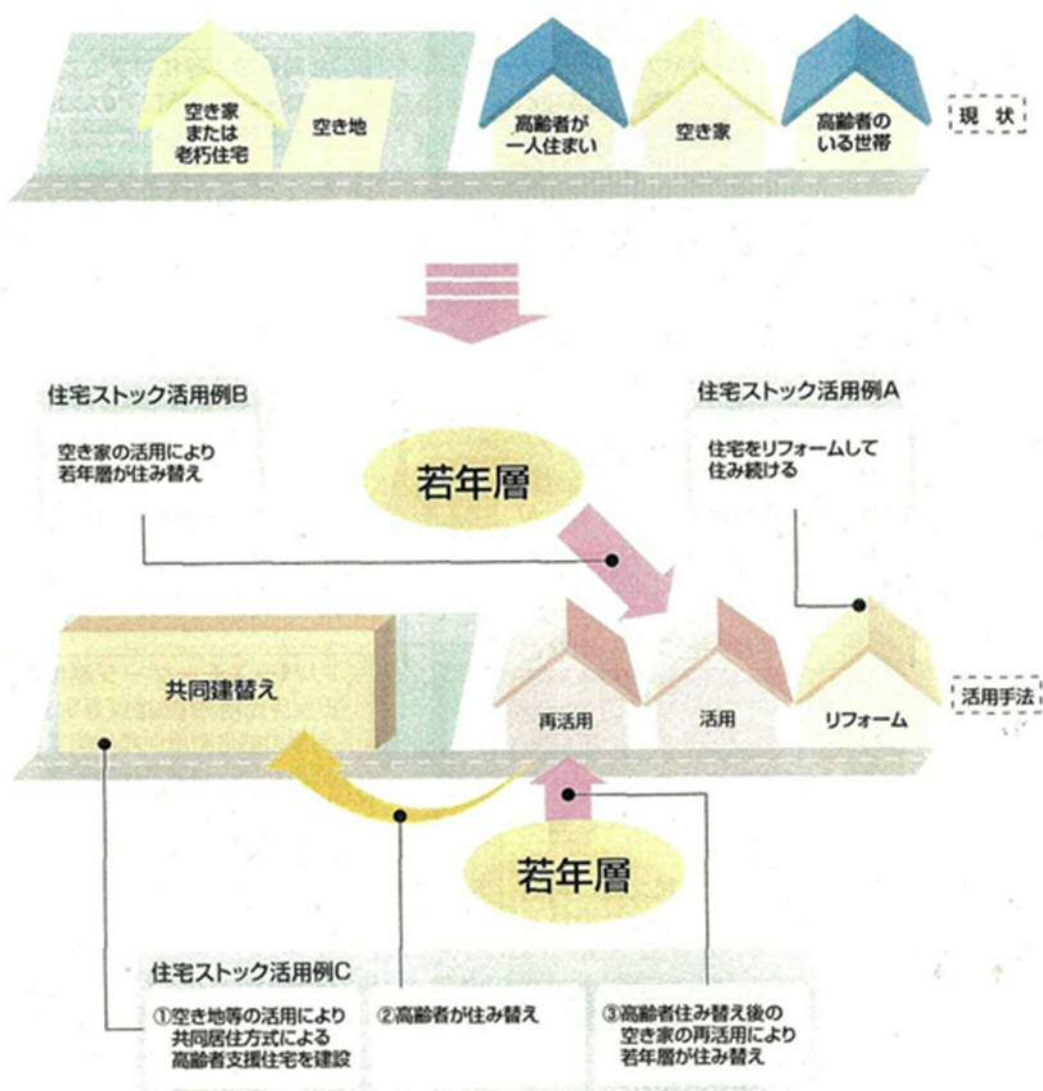 空き家
または
老朽住宅
空き地
高齢者が
一人住まい
空き家
高齢者の
いる世帯
現 状
住宅ストック活用例B
空き家の活用により
若年層が住み替え
若年層
住宅ストック活用例A
住宅をリフォームして
住み続ける
共同建替え
再活用
活用
リフォーム
活用手法
若年層
住宅ストック活用例C
①空き地等の活用により
共同居住方式による
高齢者支援住宅を建設
②高齢者が住み替え
③高齢者住み替え後の
空き家の再活用により
若年層が住み替え